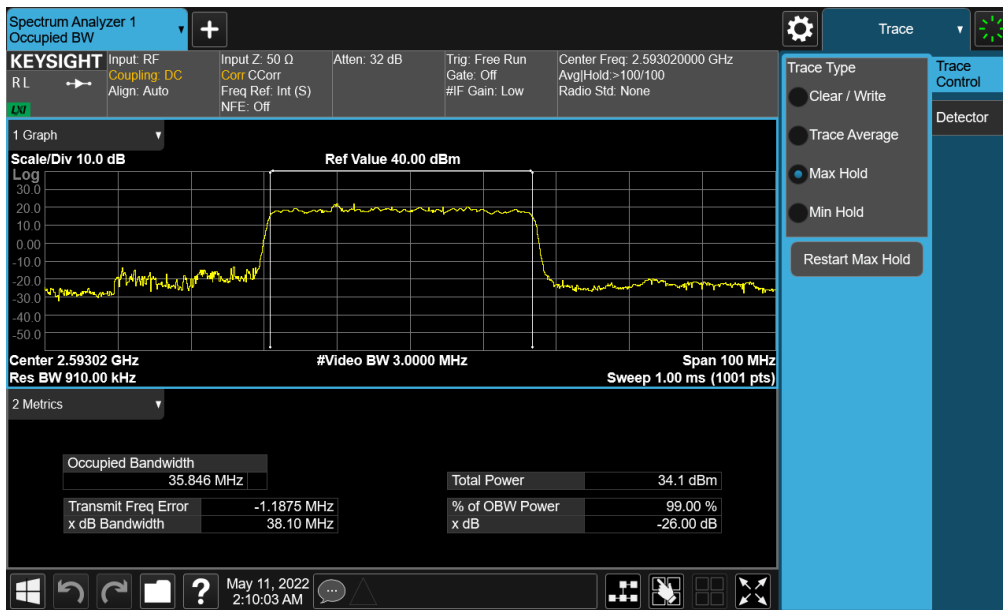 Spectrum Analyzer 1
Occupied BW
+
Trace
KEYSIGHT
R L
LXI
Input: RF
Coupling: DC
Align: Auto
Input Z: 50 Ω
Corr CCorr
Freq Ref: Int (S)
NFE: Off
Atten: 32 dB
Trig: Free Run
Gate: Off
#IF Gain: Low
Center Freq: 2.593020000 GHz
Avg|Hold:>100/100
Radio Std: None
Trace Type
Clear / Write
Trace Average
Max Hold
Min Hold
Restart Max Hold
Trace
Control
Detector
1 Graph
Scale/Div 10.0 dB
Ref Value 40.00 dBm
Log
30.0
20.0
10.0
0.00
-10.0
-20.0
-30.0
-40.0
-50.0
Center 2.59302 GHz
#Video BW 3.0000 MHz
Span 100 MHz
Res BW 910.00 kHz
Sweep 1.00 ms (1001 pts)
2 Metrics
Occupied Bandwidth
35.846 MHz
Total Power 34.1 dBm
Transmit Freq Error -1.1875 MHz
% of OBW Power 99.00 %
x dB Bandwidth 38.10 MHz
x dB -26.00 dB
?
May 11, 2022
2:10:03 AM